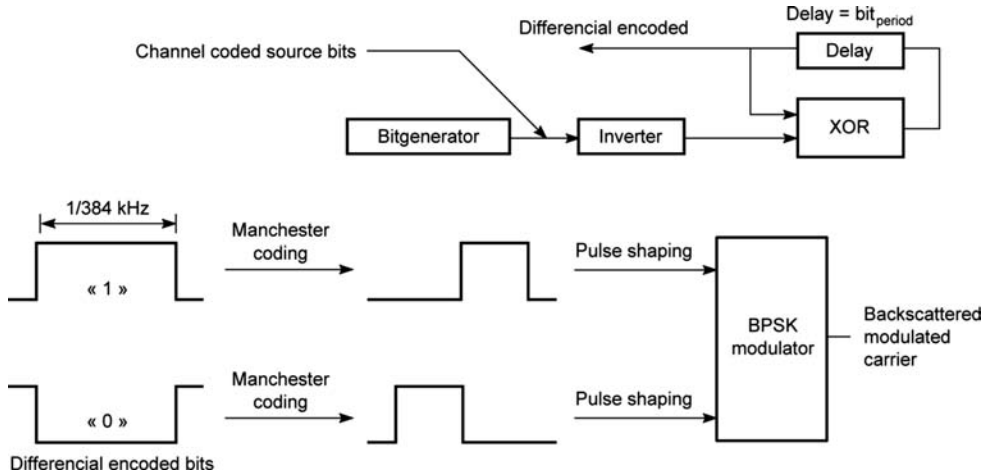 Delay = bit_period
Differencial encoded
Delay
Channel coded source bits
XOR
Bitgenerator
Inverter
1/384 kHz
Manchester
coding
Pulse shaping
« 1 »
BPSK
modulator
Backscattered
modulated
carrier
Manchester
coding
Pulse shaping
« 0 »
Differencial encoded bits